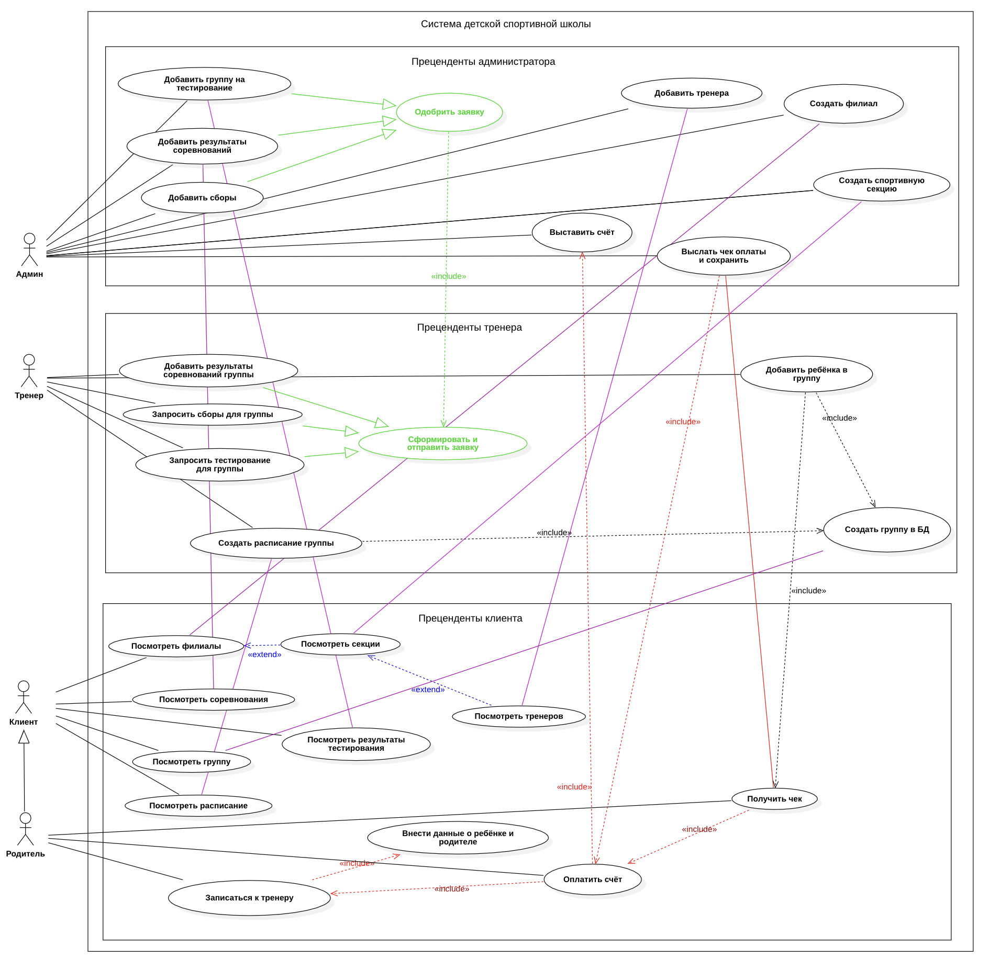 Система детской спортивной школы
Прецеденденты администратора
Добавить группу на
тестирование
Добавить тренера
Создать филиал
Одобрить заявку
Добавить результаты
соревнований
Создать спортивную
секцию
Добавить сборы
Выставить счёт
Выслать чек оплаты
и сохранить
Админ
«include»
Прецендeнты тренера
Добавить результаты
соревнований группы
Добавить ребёнка в
группу
Тренер
Запросить сборы для группы
«include»
«include»
Сформировать и
отправить заявку
Запросить тестирование
для группы
Создать группу в БД
«include»
Создать расписание группы
«include»
Прецеденты клиента
Посмотреть филиалы
Посмотреть секции
«extend»
«extend»
Посмотреть соревнования
Посмотреть тренеров
Клиент
Посмотреть результаты
тестирования
Посмотреть группу
«include»
Получить чек
Посмотреть расписание
«include»
Внести данные о ребёнке и
родителе
Родитель
«include»
Оплатить счёт
«include»
Записаться к тренеру